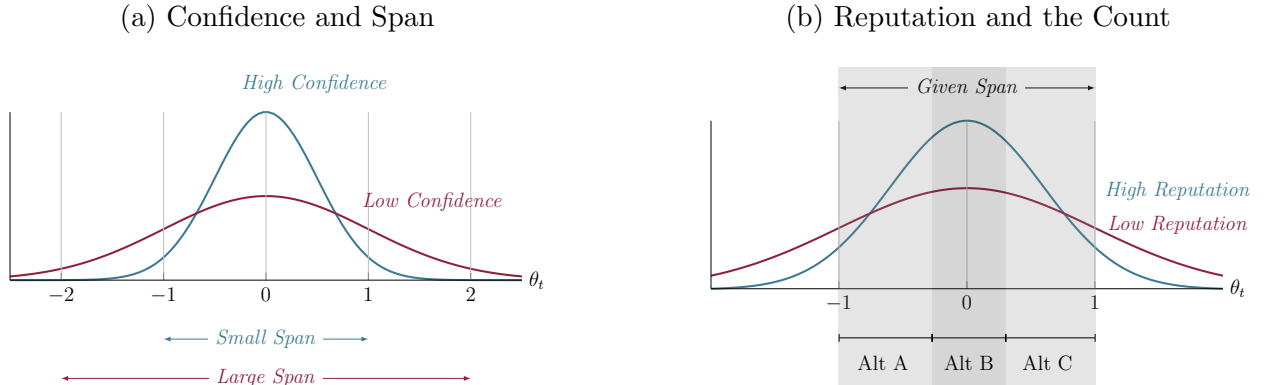 (a) Confidence and Span
High Confidence
Low Confidence
θt
−2 −1 0 1 2
Small Span
Large Span
(b) Reputation and the Count
Given Span
High Reputation
Low Reputation
θt
−1 0 1
Alt A Alt B Alt C